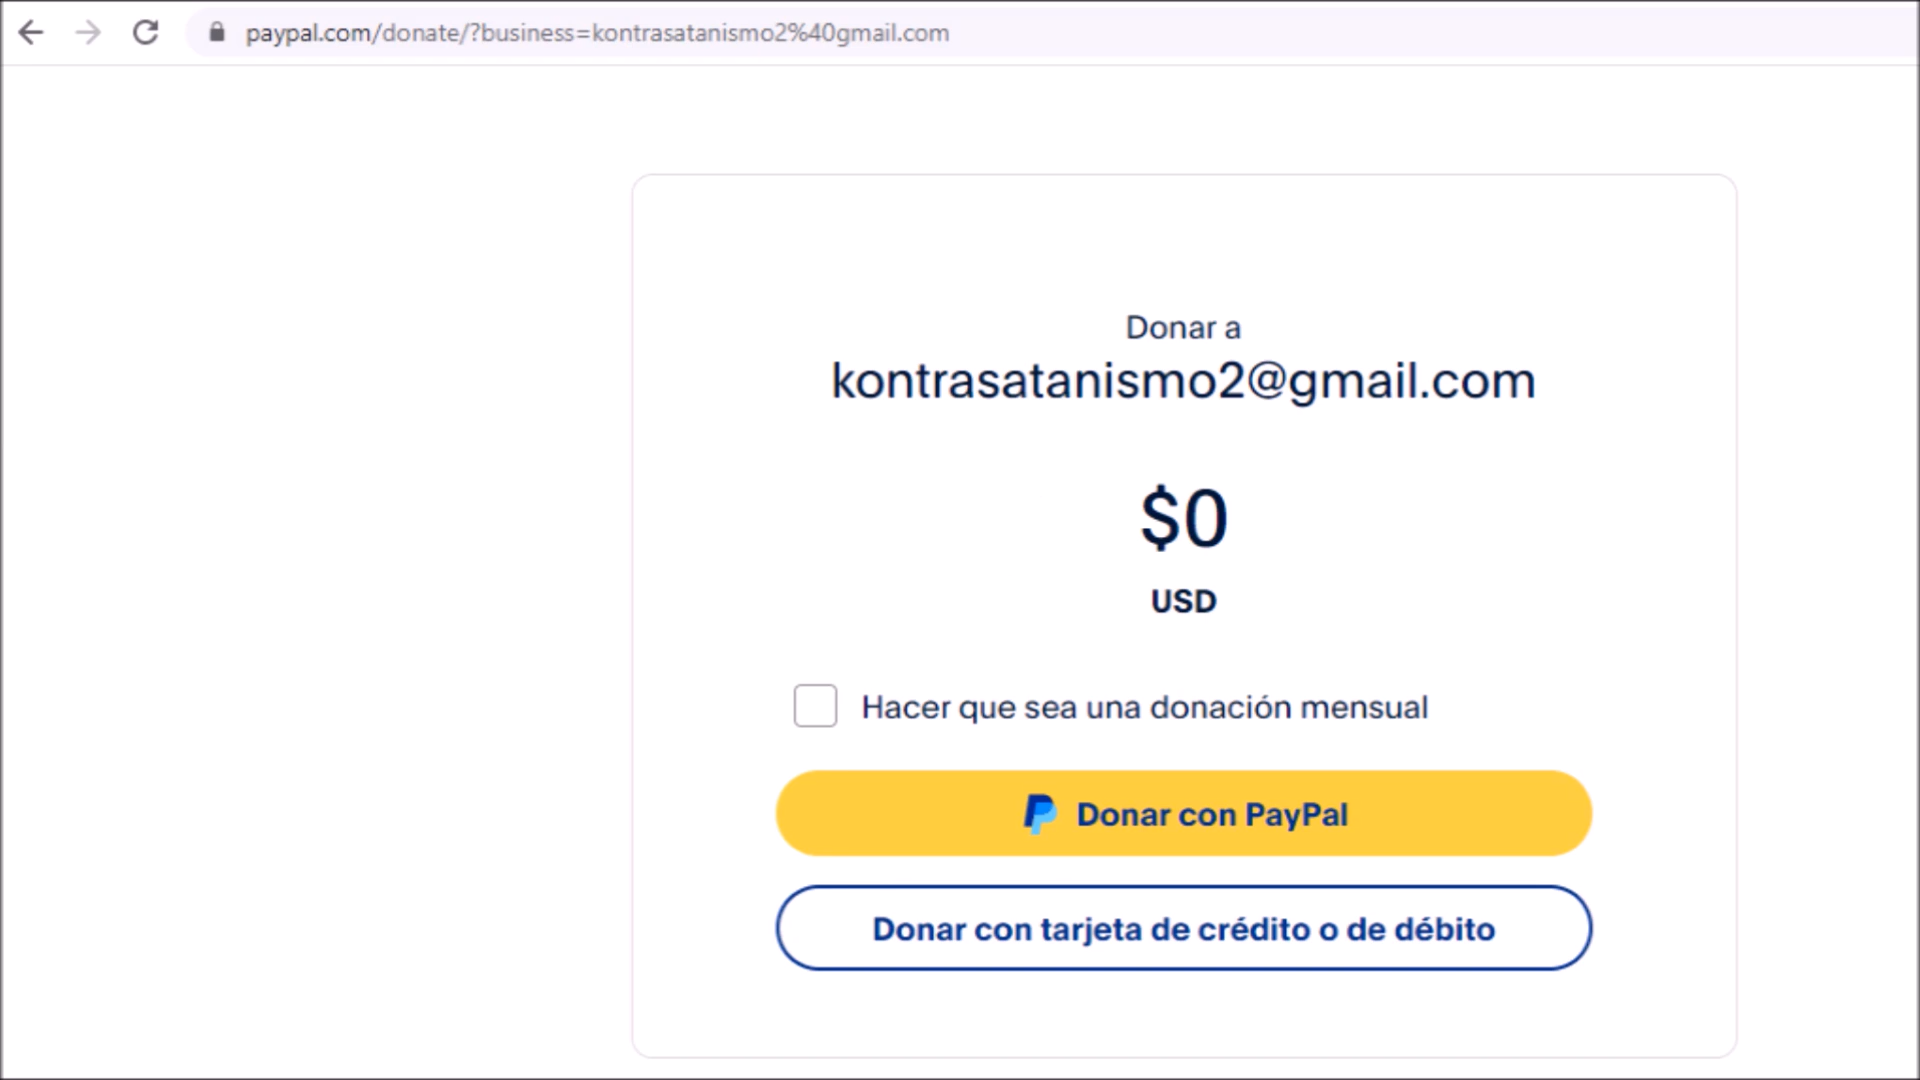 paypal.com/donate/?business=kontrasatanismo2%40gmail.com
Donar a
kontrasatanismo2@gmail.com
$0
USD
Hacer que sea una donación mensual
Donar con PayPal
Donar con tarjeta de crédito o de débito